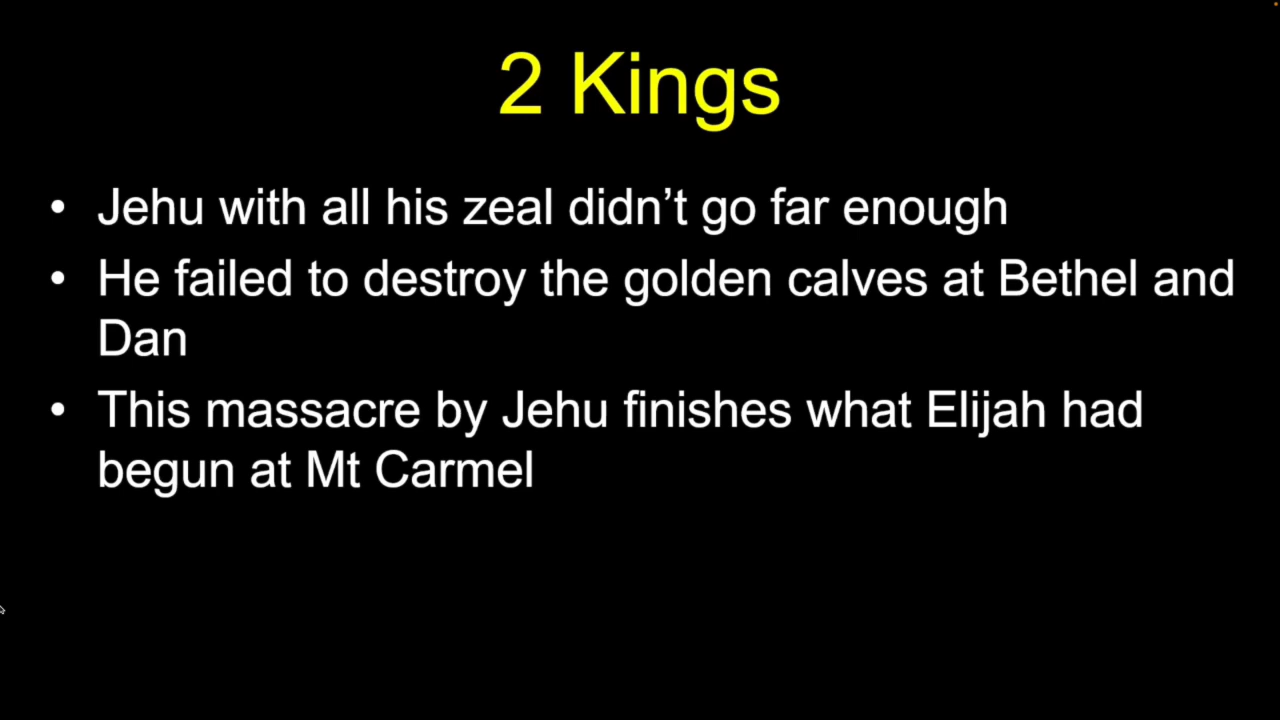 2 Kings
• Jehu with all his zeal didn’t go far enough
• He failed to destroy the golden calves at Bethel and
Dan
• This massacre by Jehu finishes what Elijah had
begun at Mt Carmel